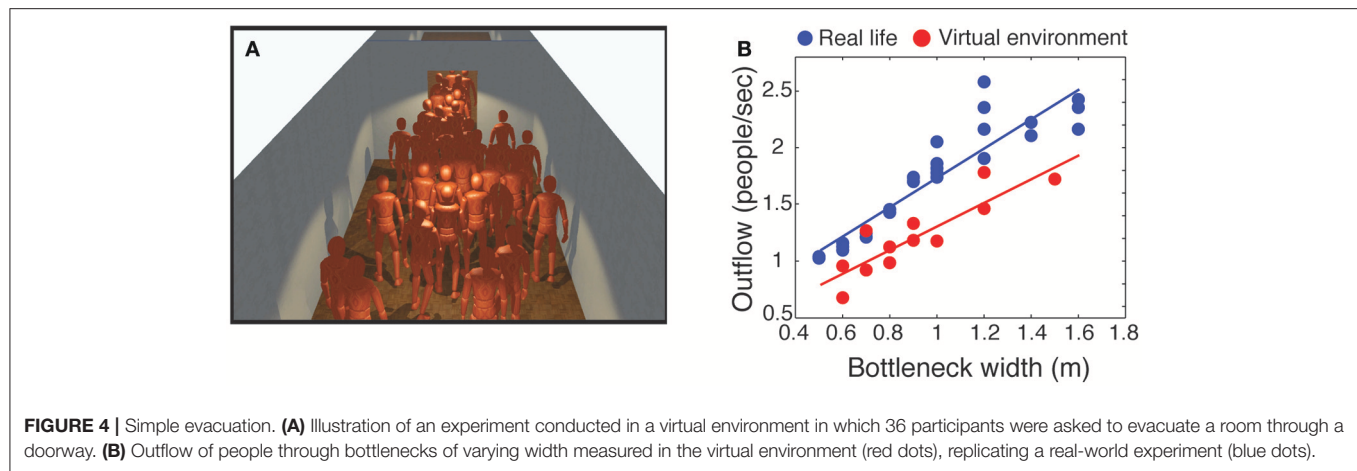 A
B
Real life Virtual environment
Outflow (people/sec)
2.5
2
1.5
1
0.5
0.4 0.6 0.8 1 1.2 1.4 1.6 1.8
Bottleneck width (m)
FIGURE 4 | Simple evacuation. (A) Illustration of an experiment conducted in a virtual environment in which 36 participants were asked to evacuate a room through a
doorway. (B) Outflow of people through bottlenecks of varying width measured in the virtual environment (red dots), replicating a real-world experiment (blue dots).